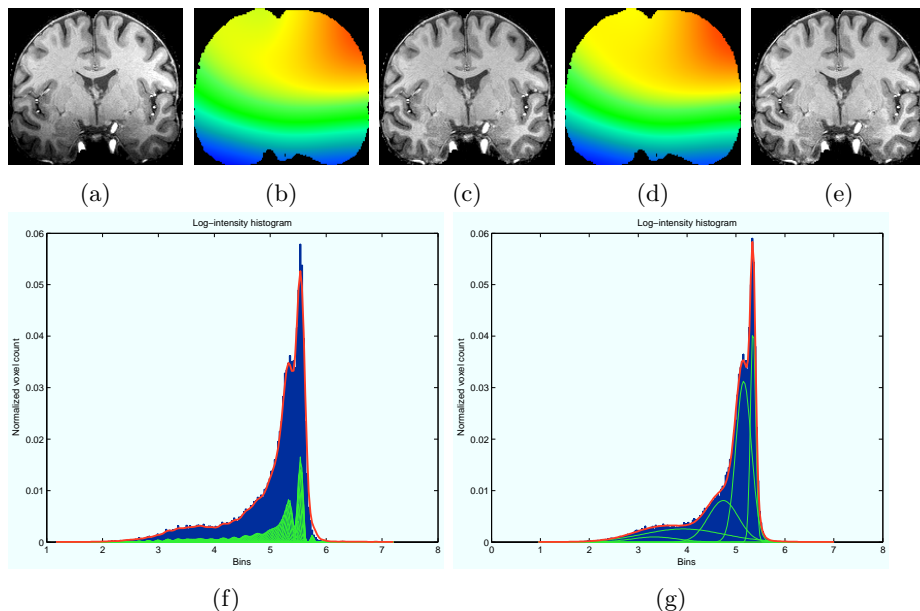 (a) (b) (c) (d) (e)
Log−intensity histogram
0.06
0.05
0.04
0.03
0.02
0.01
0
Normalized voxel count
1 2 3 4 5 6 7 8
Bins
Log−intensity histogram
0.06
0.05
0.04
0.03
0.02
0.01
0
Normalized voxel count
0 1 2 3 4 5 6 7 8
Bins
(f) (g)